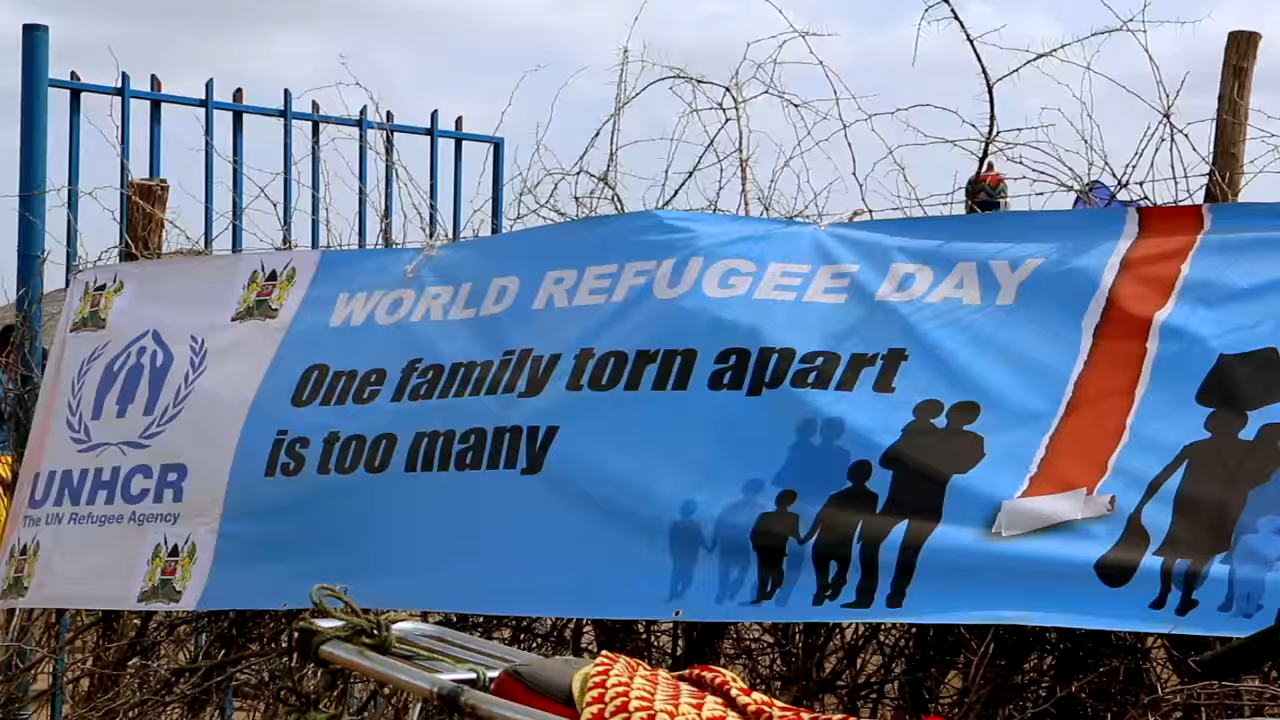 WORLD REFUGEE DAY
One family torn apart
is too many
UNHCR
The UN Refugee Agency